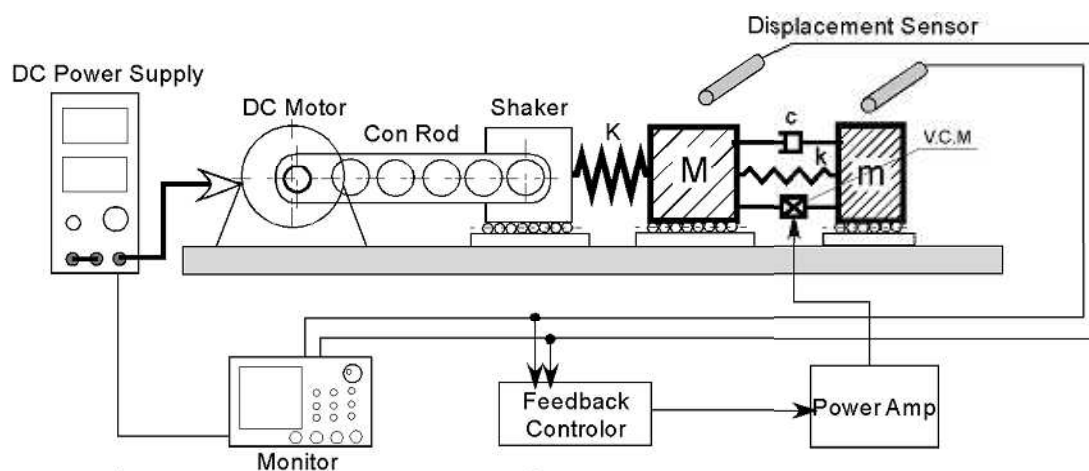 Displacement Sensor
DC Power Supply
DC Motor
Shaker
Con Rod
K
c
V.C.M
k
M
m
Feedback
Controlor
Power Amp
Monitor